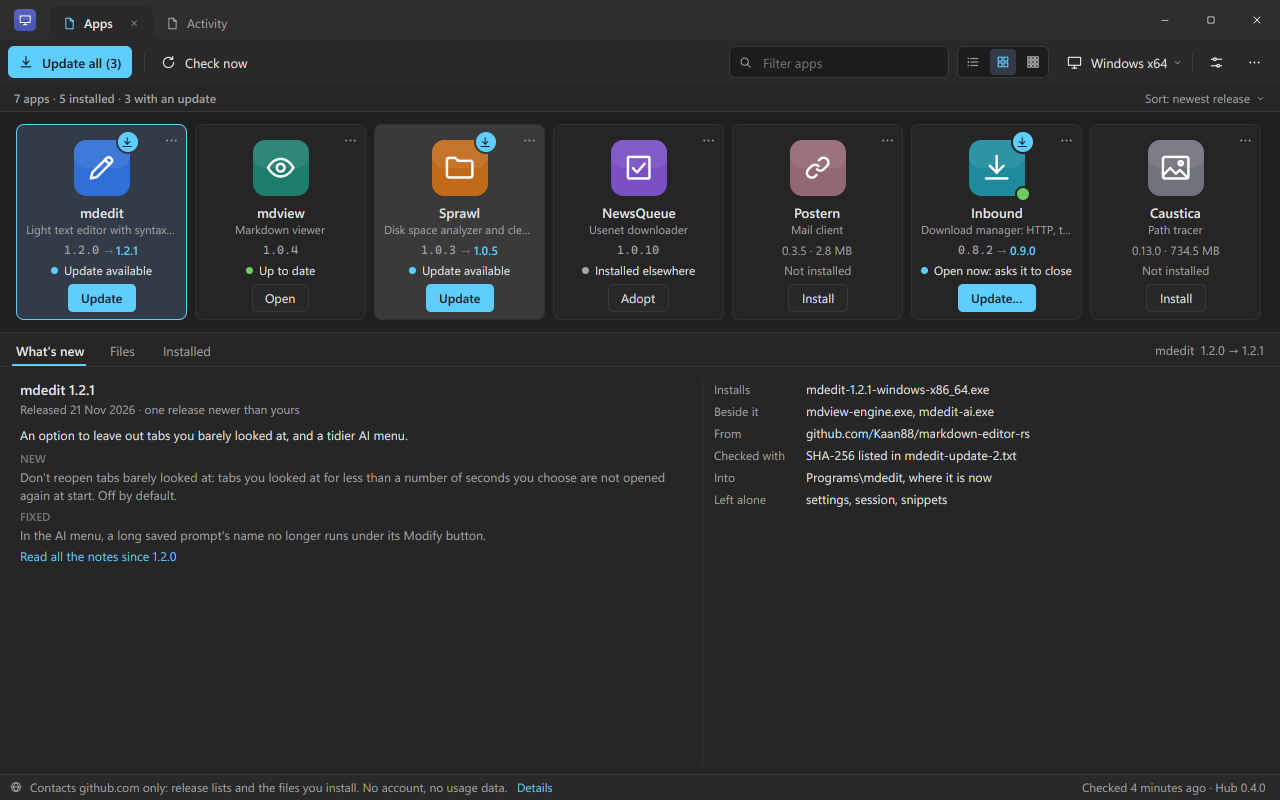 Apps
Activity
Update all (3)
Check now
Filter apps
Windows x64
7 apps · 5 installed · 3 with an update
Sort: newest release
mdedit
Light text editor with syntax...
1.2.0 → 1.2.1
Update available
Update
mdview
Markdown viewer
1.0.4
Up to date
Open
Sprawl
Disk space analyzer and cle...
1.0.3 → 1.0.5
Update available
Update
NewsQueue
Usenet downloader
1.0.10
Installed elsewhere
Adopt
Postern
Mail client
0.3.5 · 2.8 MB
Not installed
Install
Inbound
Download manager: HTTP, t...
0.8.2 → 0.9.0
Open now: asks it to close
Update...
Caustica
Path tracer
0.13.0 · 734.5 MB
Not installed
Install
What's new
Files
Installed
mdedit 1.2.0 → 1.2.1
mdedit 1.2.1
Released 21 Nov 2026 · one release newer than yours
An option to leave out tabs you barely looked at, and a tidier AI menu.
NEW
Don't reopen tabs barely looked at: tabs you looked at for less than a number of seconds you choose are not opened
again at start. Off by default.
FIXED
In the AI menu, a long saved prompt's name no longer runs under its Modify button.
Read all the notes since 1.2.0
Installs mdedit-1.2.1-windows-x86_64.exe
Beside it mdview-engine.exe, mdedit-ai.exe
From github.com/Kaan88/markdown-editor-rs
Checked with SHA-256 listed in mdedit-update-2.txt
Into Programs\mdedit, where it is now
Left alone settings, session, snippets
Contacts github.com only: release lists and the files you install. No account, no usage data. Details
Checked 4 minutes ago · Hub 0.4.0